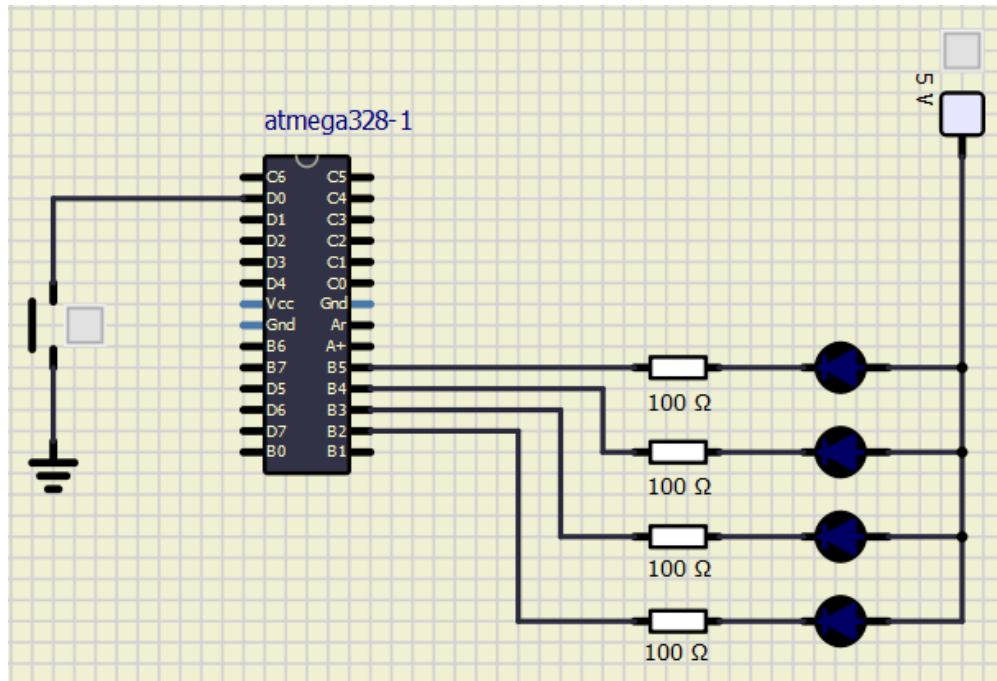 5 V
atmega328-1
C6 C5
D0 C4
D1 C3
D2 C2
D3 C1
D4 C0
Vcc Gnd
Gnd Ar
B6 A+
B7 B5
D5 B4
D6 B3
D7 B2
B0 B1
100 Ω
100 Ω
100 Ω
100 Ω